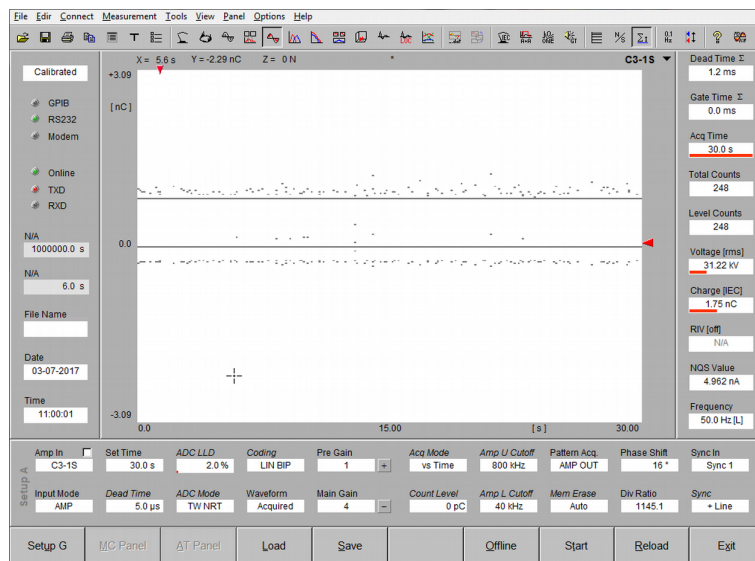 File Edit Connect Measurement Tools View Panel Options Help
X = 5.6 s Y = -2.29 nC Z = 0 N * C3-1S
Calibrated
GPIB
RS232
Modem
Online
TXD
RXD
N/A
1000000.0 s
N/A
6.0 s
File Name
Date
03-07-2017
Time
11:00:01
+3.09
[ nC ]
0.0
-3.09
0.0 15.00 [ s ] 30.00
Dead Time Σ
1.2 ms
Gate Time Σ
0.0 ms
Acq Time
30.0 s
Total Counts
248
Level Counts
248
Voltage [rms]
31.22 kV
Charge [IEC]
1.75 nC
RIV [off]
N/A
NQS Value
4.962 nA
Frequency
50.0 Hz [L]
Setup A
Amp In Set Time ADC LLD Coding Pre Gain Acq Mode Amp U Cutoff Pattern Acq. Phase Shift Sync In
C3-1S 30.0 s 2.0 % LIN BIP 1 + vs Time 800 kHz AMP OUT 16 ° Sync 1
Input Mode Dead Time ADC Mode Waveform Main Gain Count Level Amp L Cutoff Mem Erase Div Ratio Sync
AMP 5.0 µs TW NRT Acquired 4 − 0 pC 40 kHz Auto 1145.1 + Line
Setup G MC Panel AT Panel Load Save Offline Start Reload Exit